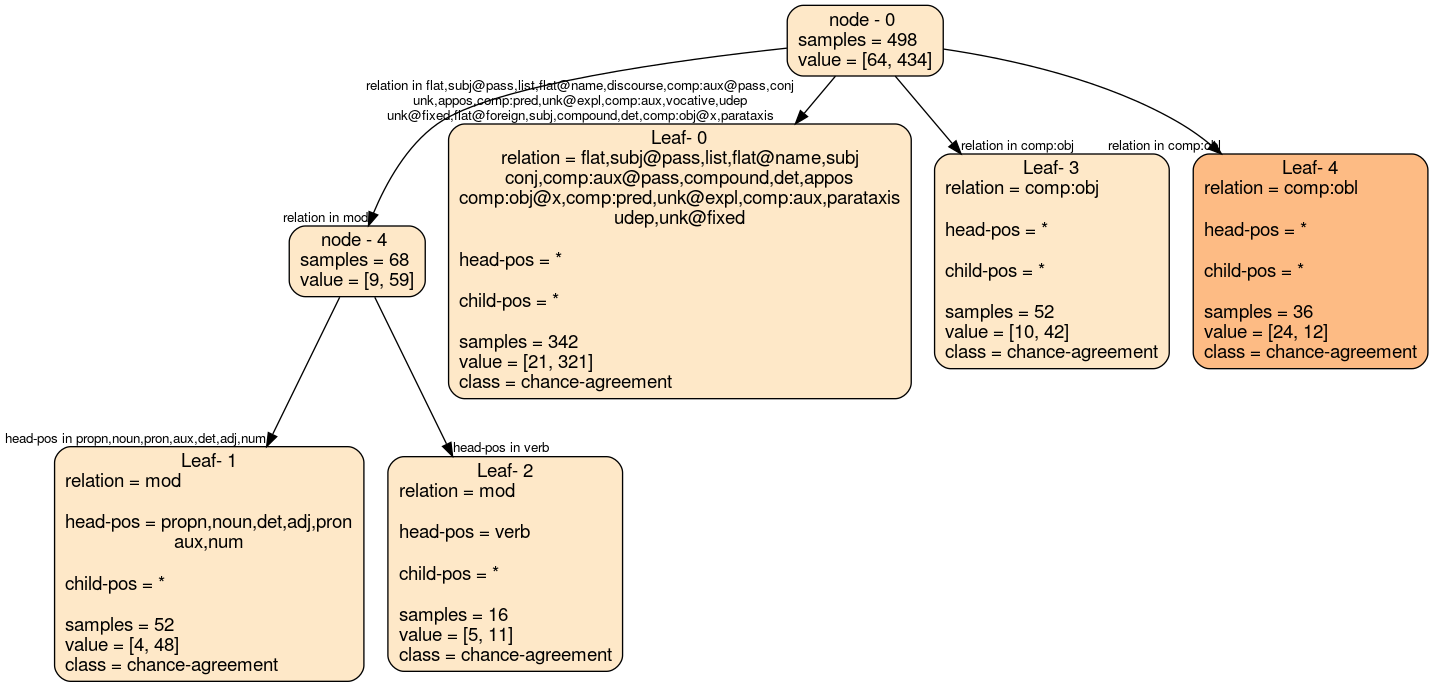 node - 0
samples = 498
value = [64, 434]
relation in flat,subj@pass,list,flat@name,discourse,comp:aux@pass,conj
unk,appos,comp:pred,unk@expl,comp:aux,vocative,udep
unk@fixed,flat@foreign,subj,compound,det,comp:obj@x,parataxis
relation in comp:obj
relation in comp:obl
Leaf- 0
relation = flat,subj@pass,list,flat@name,subj
conj,comp:aux@pass,compound,det,appos
comp:obj@x,comp:pred,unk@expl,comp:aux,parataxis
udep,unk@fixed
head-pos = *
child-pos = *
samples = 342
value = [21, 321]
class = chance-agreement
Leaf- 3
relation = comp:obj
head-pos = *
child-pos = *
samples = 52
value = [10, 42]
class = chance-agreement
Leaf- 4
relation = comp:obl
head-pos = *
child-pos = *
samples = 36
value = [24, 12]
class = chance-agreement
relation in mod
node - 4
samples = 68
value = [9, 59]
head-pos in propn,noun,pron,aux,det,adj,num
head-pos in verb
Leaf- 1
relation = mod
head-pos = propn,noun,det,adj,pron
aux,num
child-pos = *
samples = 52
value = [4, 48]
class = chance-agreement
Leaf- 2
relation = mod
head-pos = verb
child-pos = *
samples = 16
value = [5, 11]
class = chance-agreement